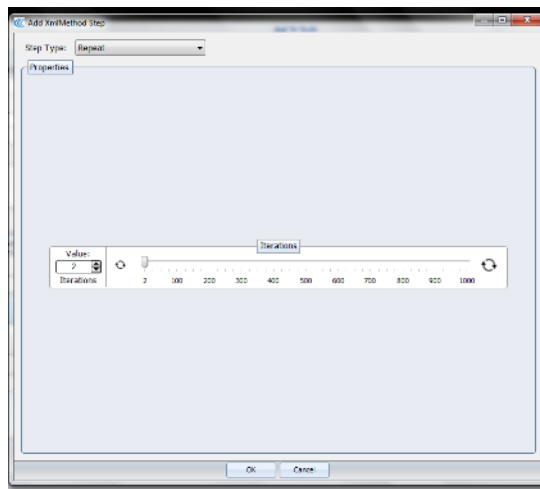 Add XmlMethod Step
Step Type: Repeat
Properties
Iterations
Value:
2
Iterations
2 100 200 300 400 500 600 700 800 900 1000
OK Cancel